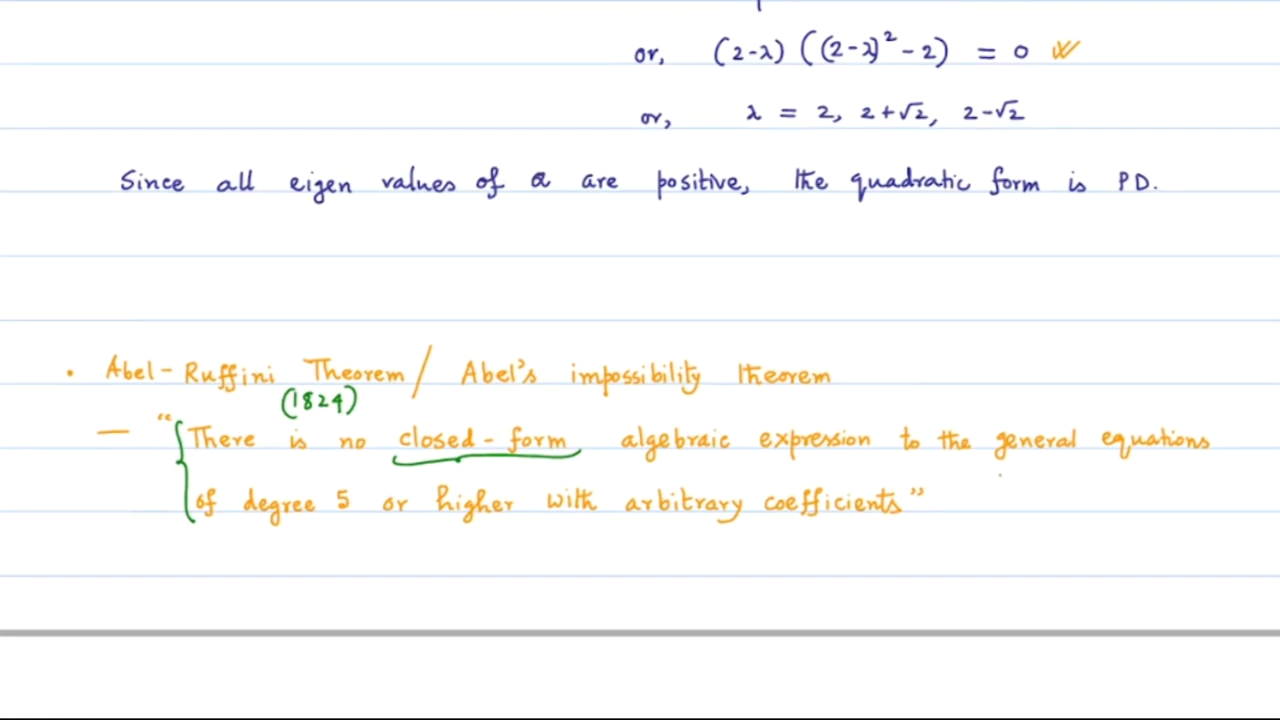 or, (2-λ) ((2-λ)² - 2) = 0
or, λ = 2, 2+√2, 2-√2
Since all eigen values of Q are positive, the quadratic form is PD.
• Abel-Ruffini Theorem / Abel's impossibility theorem
(1824)
— "There is no closed-form algebraic expression to the general equations
of degree 5 or higher with arbitrary coefficients"